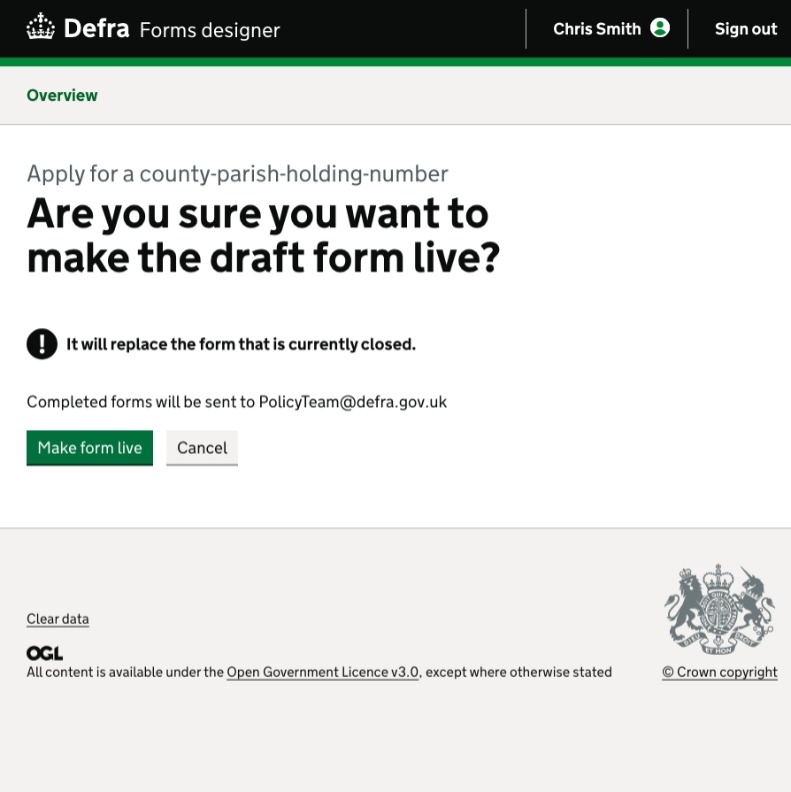 Defra Forms designer
Chris Smith
Sign out
Overview
Apply for a county-parish-holding-number
Are you sure you want to
make the draft form live?
! It will replace the form that is currently closed.
Completed forms will be sent to PolicyTeam@defra.gov.uk
Make form live
Cancel
Clear data
OGL
All content is available under the Open Government Licence v3.0, except where otherwise stated
© Crown copyright